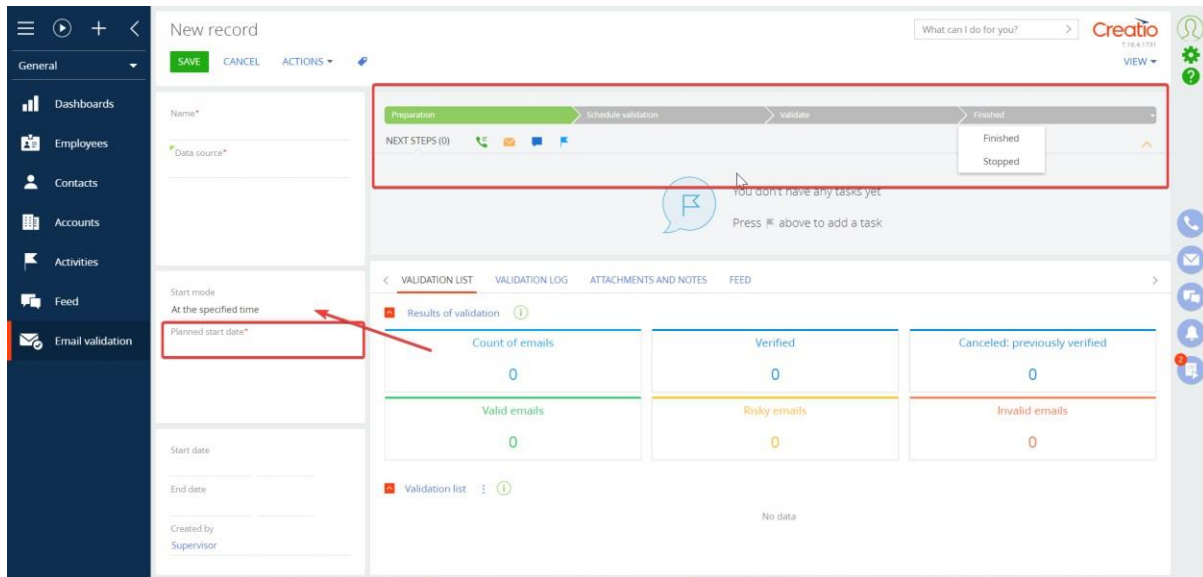 New record
What can I do for you?
Creatio
7.18.4.1731
General
SAVE CANCEL ACTIONS
VIEW
Dashboards
Employees
Contacts
Accounts
Activities
Feed
Email validation
Name*
Data source*
Start mode
At the specified time
Planned start date*
Start date
End date
Created by
Supervisor
Preparation Schedule validation Validate Finished
NEXT STEPS (0)
Finished
Stopped
You don't have any tasks yet
Press above to add a task
VALIDATION LIST VALIDATION LOG ATTACHMENTS AND NOTES FEED
Results of validation
Count of emails Verified Canceled: previously verified
0 0 0
Valid emails Risky emails Invalid emails
0 0 0
Validation list
No data
2